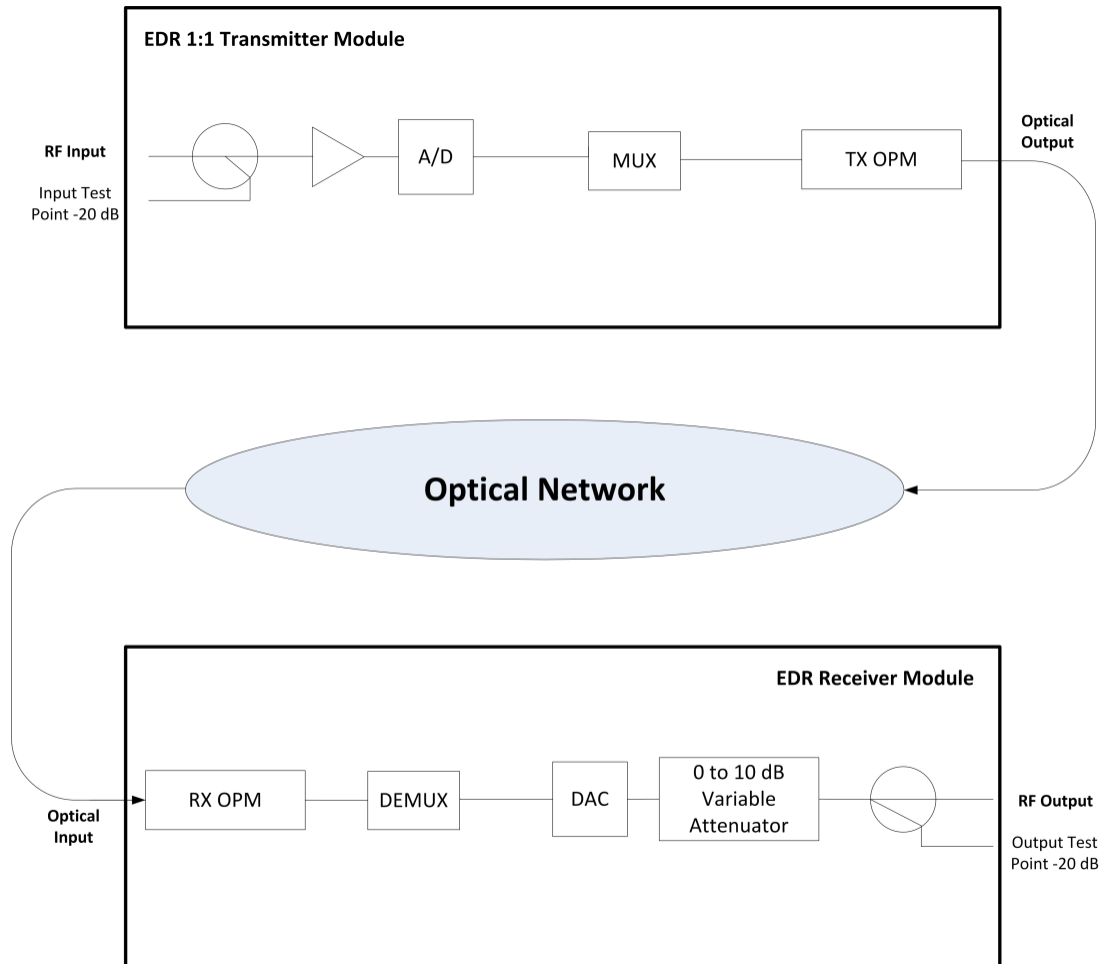 EDR 1:1 Transmitter Module
RF Input
Input Test
Point -20 dB
A/D
MUX
TX OPM
Optical
Output
Optical Network
EDR Receiver Module
Optical
Input
RX OPM
DEMUX
DAC
0 to 10 dB
Variable
Attenuator
RF Output
Output Test
Point -20 dB